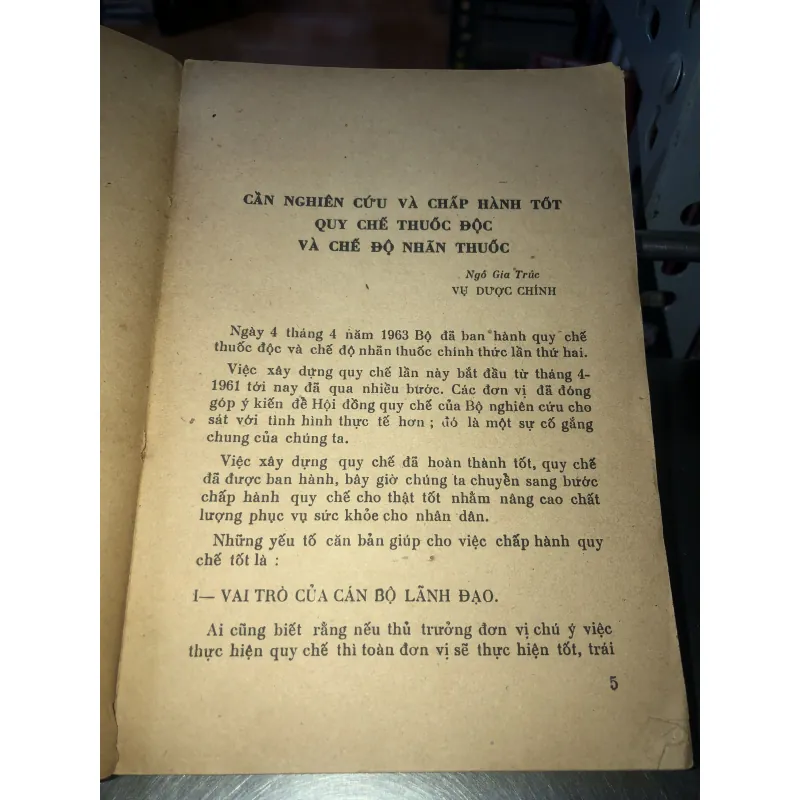 CẦN NGHIÊN CỨU VÀ CHẤP HÀNH TỐT
QUY CHẾ THUỐC ĐỘC
VÀ CHẾ ĐỘ NHÃN THUỐC
Ngô Gia Trúc
VỤ DƯỢC CHÍNH
Ngày 4 tháng 4 năm 1963 Bộ đã ban hành quy chế
thuốc độc và chế độ nhãn thuốc chính thức lần thứ hai.
Việc xây dựng quy chế lần này bắt đầu từ tháng 4-
1961 tới nay đã qua nhiều bước. Các đơn vị đã đóng
góp ý kiến để Hội đồng quy chế của Bộ nghiên cứu cho
sát với tình hình thực tế hơn ; đó là một sự cố gắng
chung của chúng ta.
Việc xây dựng quy chế đã hoàn thành tốt, quy chế
đã được ban hành, bây giờ chúng ta chuyển sang bước
chấp hành quy chế cho thật tốt nhằm nâng cao chất
lượng phục vụ sức khỏe cho nhân dân.
Những yếu tố căn bản giúp cho việc chấp hành quy
chế tốt là :
I— VAI TRÒ CỦA CÁN BỘ LÃNH ĐẠO.
Ai cũng biết rằng nếu thủ trưởng đơn vị chú ý việc
thực hiện quy chế thì toàn đơn vị sẽ thực hiện tốt, trái
5